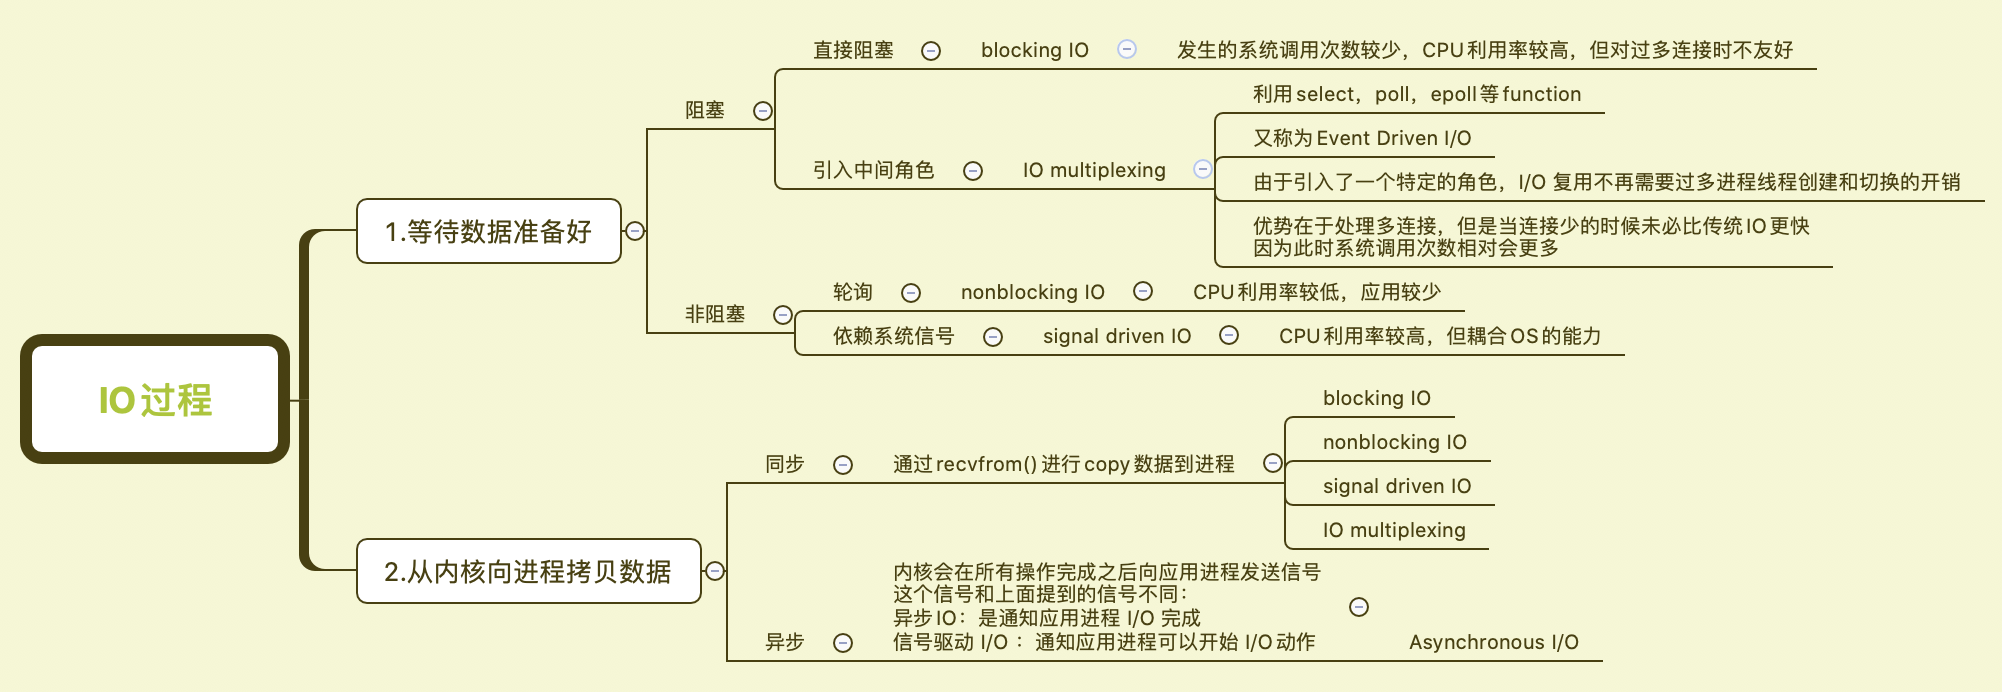 IO过程
1.等待数据准备好
阻塞
直接阻塞
blocking IO
发生的系统调用次数较少，CPU利用率较高，但对过多连接时不友好
引入中间角色
IO multiplexing
利用select，poll，epoll等function
又称为Event Driven I/O
由于引入了一个特定的角色，I/O 复用不再需要过多进程线程创建和切换的开销
优势在于处理多连接，但是当连接少的时候未必比传统IO更快
因为此时系统调用次数相对会更多
非阻塞
轮询
nonblocking IO
CPU利用率较低，应用较少
依赖系统信号
signal driven IO
CPU利用率较高，但耦合OS的能力
2.从内核向进程拷贝数据
同步
通过recvfrom()进行copy数据到进程
blocking IO
nonblocking IO
signal driven IO
IO multiplexing
异步
内核会在所有操作完成之后向应用进程发送信号
这个信号和上面提到的信号不同：
异步IO：是通知应用进程 I/O 完成
信号驱动 I/O ：通知应用进程可以开始 I/O动作
Asynchronous I/O